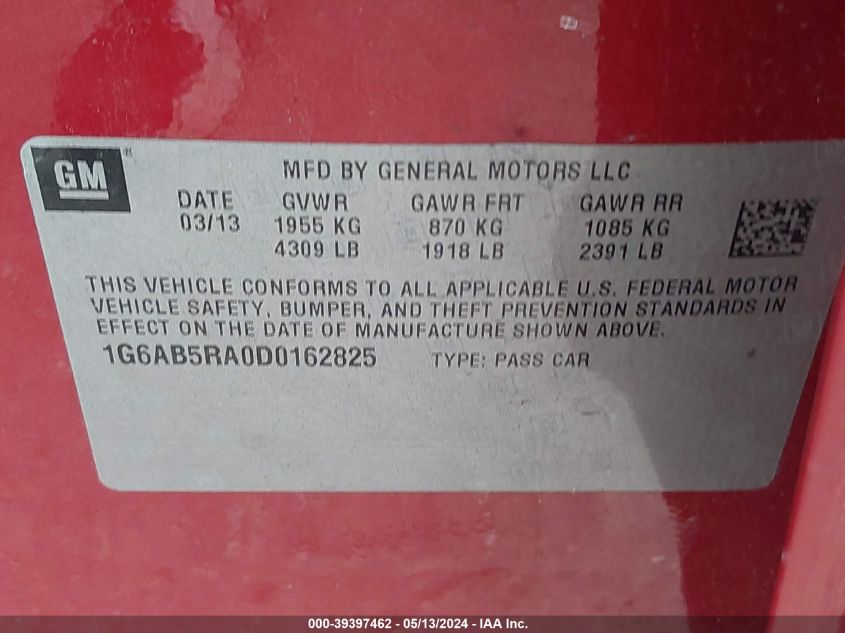 GM ® MFD BY GENERAL MOTORS LLC
DATE GVWR GAWR FRT GAWR RR
03/13 1955 KG 870 KG 1085 KG
4309 LB 1918 LB 2391 LB
THIS VEHICLE CONFORMS TO ALL APPLICABLE U.S. FEDERAL MOTOR
VEHICLE SAFETY, BUMPER, AND THEFT PREVENTION STANDARDS IN
EFFECT ON THE DATE OF MANUFACTURE SHOWN ABOVE.
1G6AB5RA0D0162825 TYPE: PASS CAR
000-39397462 - 05/13/2024 - IAA Inc.